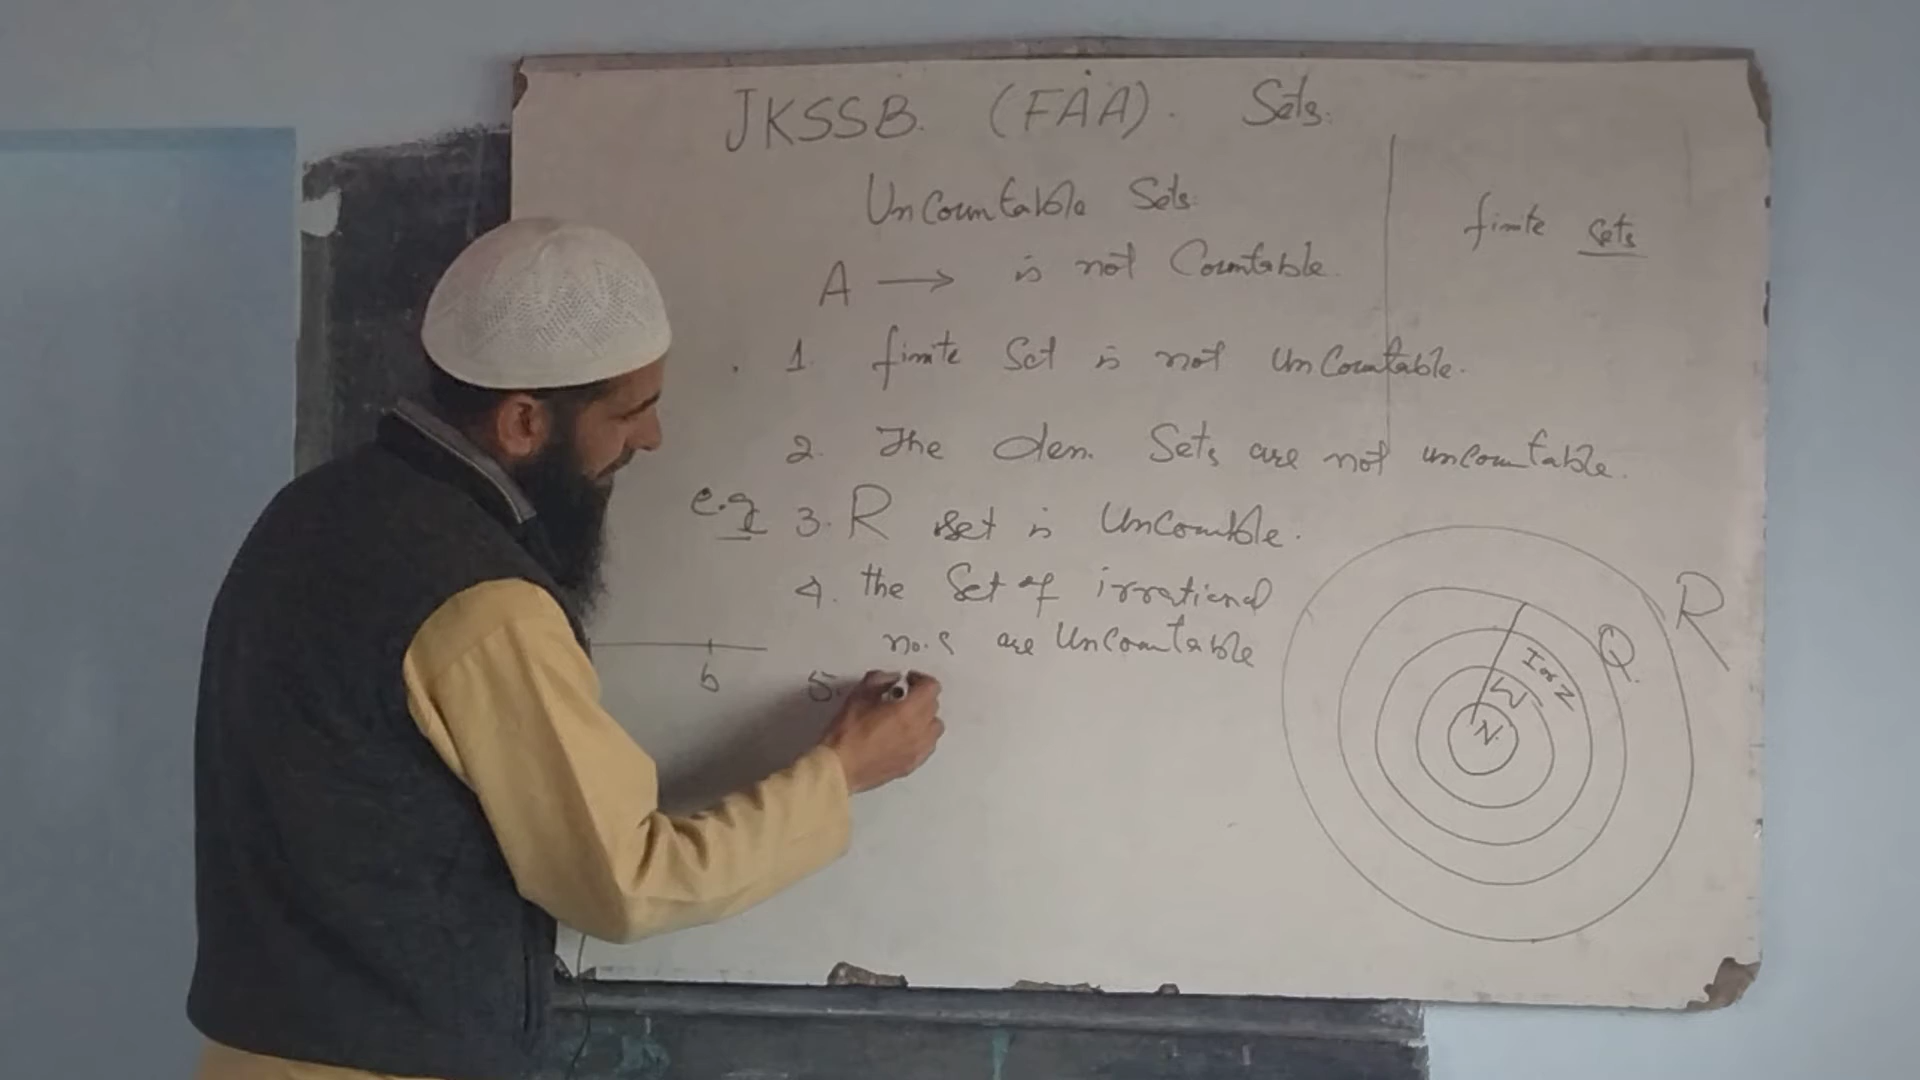 JKSSB. (FAA). Sets.
Uncountable Sets.
A → is not Countable.
1. finite Set is not Uncountable.
2. The den. Sets are not uncountable.
e.g 3. R set is Uncountble.
4. the Set of irrational
no.s are Uncountable
5.
b
finite sets
R
Q.
I or Z
W
N.